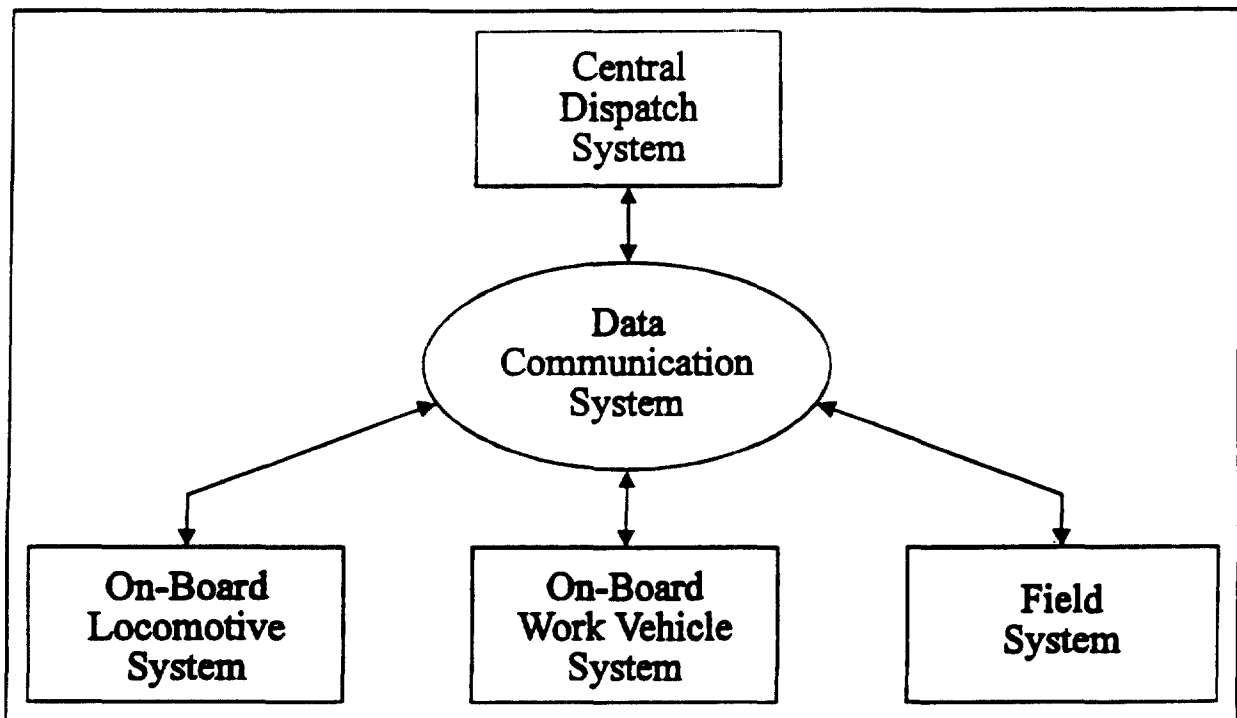 Central
Dispatch
System
Data
Communication
System
On-Board
Locomotive
System
On-Board
Work Vehicle
System
Field
System